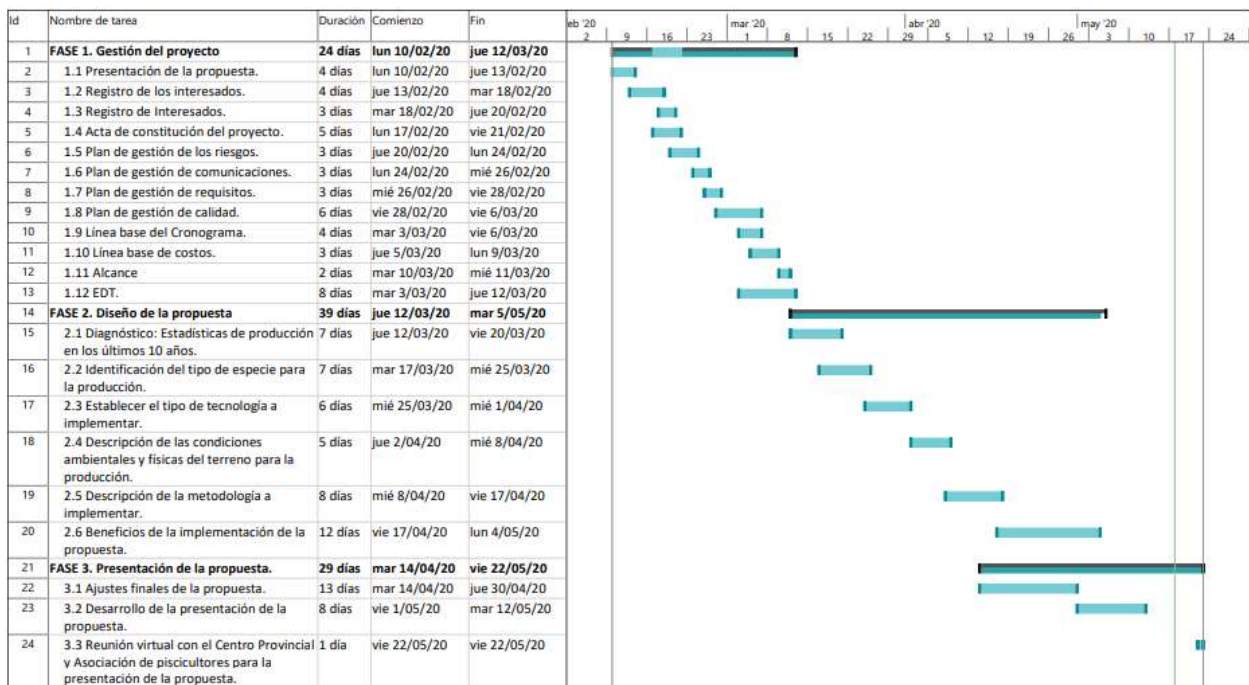 Id Nombre de tarea Duración Comienzo Fin eb '20 mar '20 abr '20 may '20
2 9 16 23 1 8 15 22 29 5 12 19 26 3 10 17 24
1 FASE 1. Gestión del proyecto 24 días lun 10/02/20 jue 12/03/20
2 1.1 Presentación de la propuesta. 4 días lun 10/02/20 jue 13/02/20
3 1.2 Registro de los interesados. 4 días jue 13/02/20 mar 18/02/20
4 1.3 Registro de Interesados. 3 días mar 18/02/20 jue 20/02/20
5 1.4 Acta de constitución del proyecto. 5 días lun 17/02/20 vie 21/02/20
6 1.5 Plan de gestión de los riesgos. 3 días jue 20/02/20 lun 24/02/20
7 1.6 Plan de gestión de comunicaciones. 3 días lun 24/02/20 mié 26/02/20
8 1.7 Plan de gestión de requisitos. 3 días mié 26/02/20 vie 28/02/20
9 1.8 Plan de gestión de calidad. 6 días vie 28/02/20 vie 6/03/20
10 1.9 Línea base del Cronograma. 4 días mar 3/03/20 vie 6/03/20
11 1.10 Línea base de costos. 3 días jue 5/03/20 lun 9/03/20
12 1.11 Alcance 2 días mar 10/03/20 mié 11/03/20
13 1.12 EDT. 8 días mar 3/03/20 jue 12/03/20
14 FASE 2. Diseño de la propuesta 39 días jue 12/03/20 mar 5/05/20
15 2.1 Diagnóstico: Estadísticas de producción 7 días jue 12/03/20 vie 20/03/20
en los últimos 10 años.
16 2.2 Identificación del tipo de especie para 7 días mar 17/03/20 mié 25/03/20
la producción.
17 2.3 Establecer el tipo de tecnología a 6 días mié 25/03/20 mié 1/04/20
implementar.
18 2.4 Descripción de las condiciones 5 días jue 2/04/20 mié 8/04/20
ambientales y físicas del terreno para la
producción.
19 2.5 Descripción de la metodología a 8 días mié 8/04/20 vie 17/04/20
implementar.
20 2.6 Beneficios de la implementación de la 12 días vie 17/04/20 lun 4/05/20
propuesta.
21 FASE 3. Presentación de la propuesta. 29 días mar 14/04/20 vie 22/05/20
22 3.1 Ajustes finales de la propuesta. 13 días mar 14/04/20 jue 30/04/20
23 3.2 Desarrollo de la presentación de la 8 días vie 1/05/20 mar 12/05/20
propuesta.
24 3.3 Reunión virtual con el Centro Provincial 1 día vie 22/05/20 vie 22/05/20
y Asociación de piscicultores para la
presentación de la propuesta.